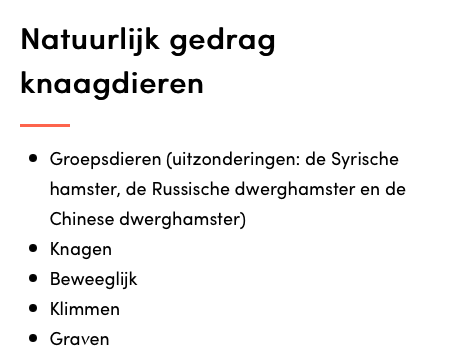 Natuurlijk gedrag
knaagdieren
Groepsdieren (uitzonderingen: de Syrische
hamster, de Russische dwerghamster en de
Chinese dwerghamster)
Knagen
Beweeglijk
Klimmen
Graven